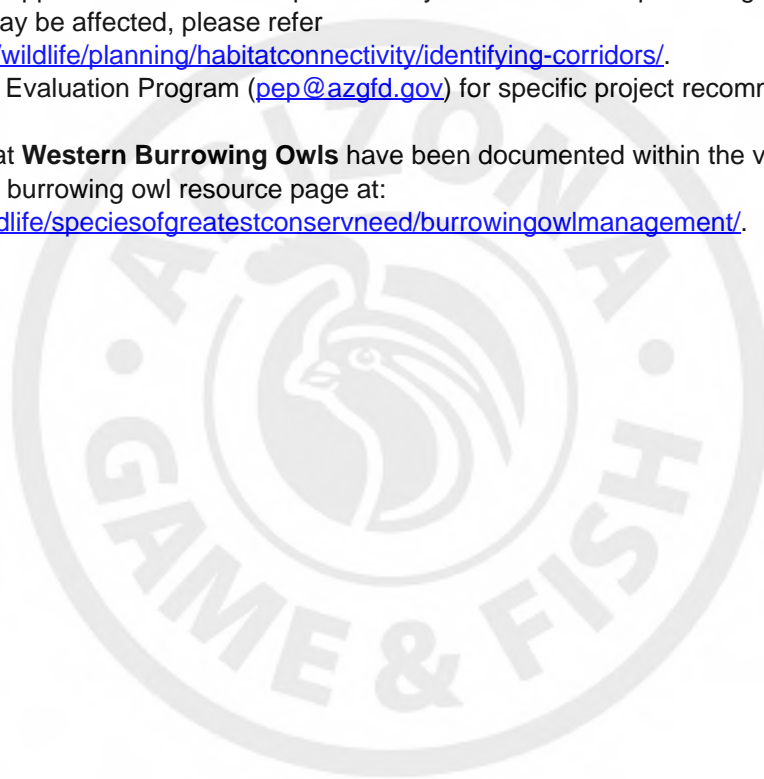 ay be affected, please refer
/wildlife/planning/habitatconnectivity/identifying-corridors/.
Evaluation Program (pep@azgfd.gov) for specific project recomm
at Western Burrowing Owls have been documented within the v
burrowing owl resource page at:
dlife/speciesofgreatestconservneed/burrowingowlmanagement/.
ARIZONA
GAME & FISH